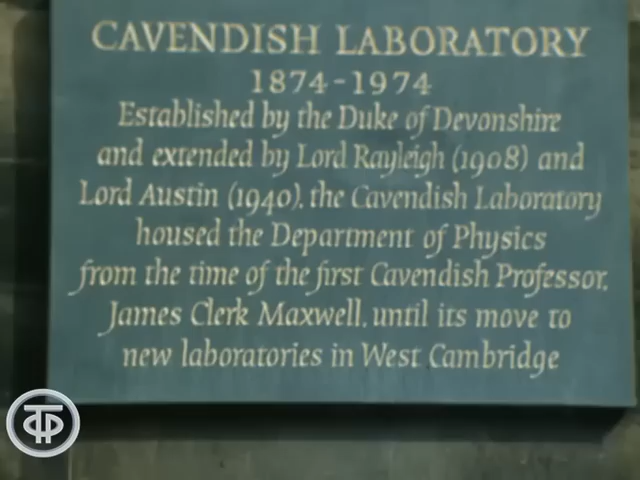 CAVENDISH LABORATORY
1874-1974
Established by the Duke of Devonshire
and extended by Lord Rayleigh (1908) and
Lord Austin (1940), the Cavendish Laboratory
housed the Department of Physics
from the time of the first Cavendish Professor,
James Clerk Maxwell, until its move to
new laboratories in West Cambridge